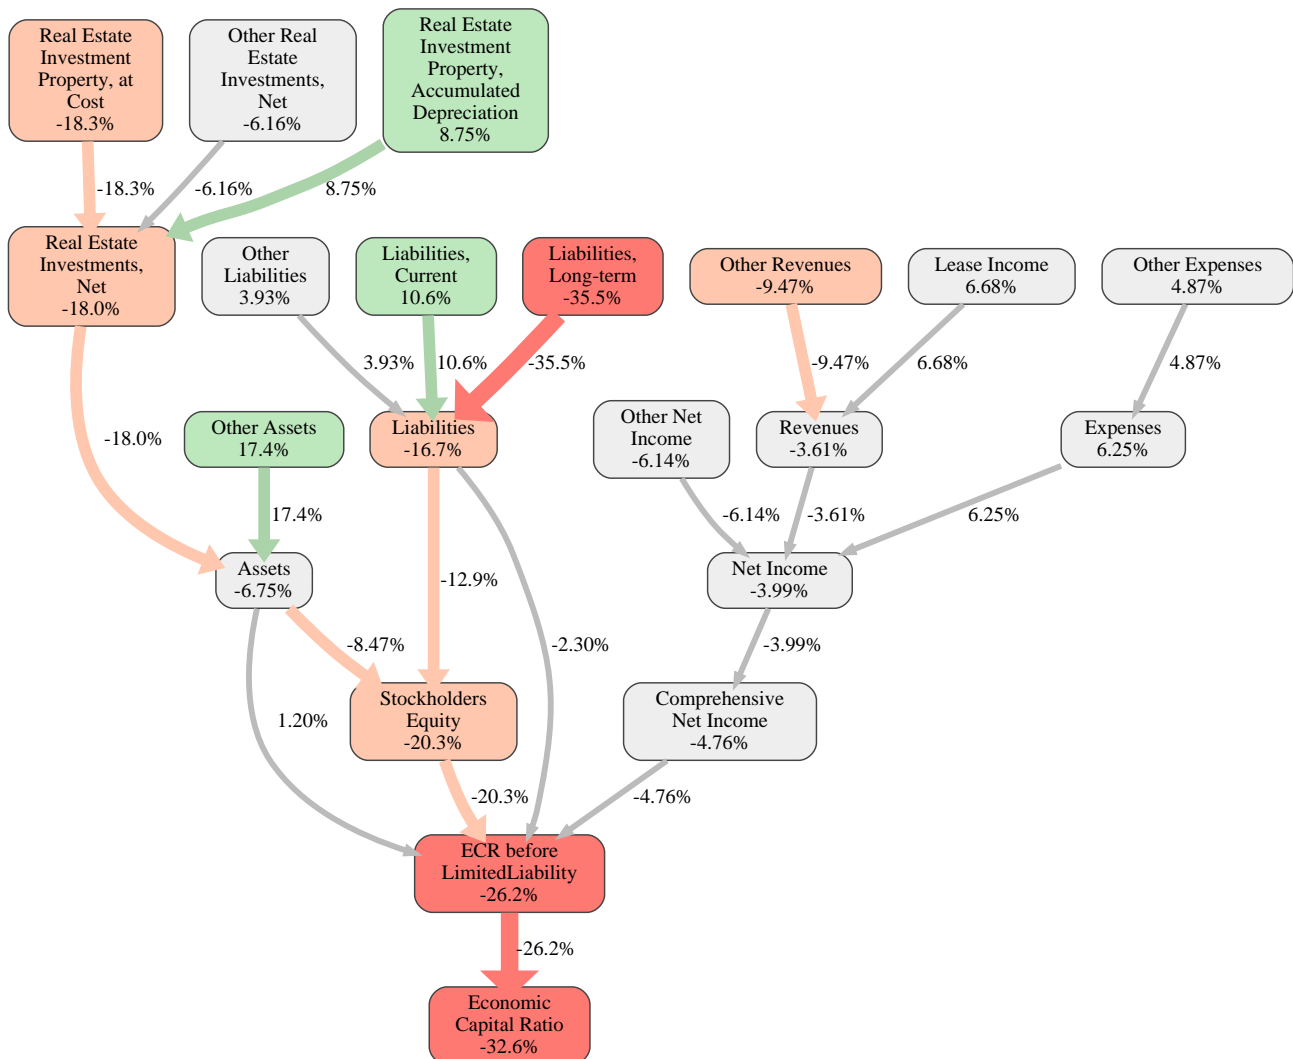 Real Estate
Investment
Property, at
Cost
-18.3%
Other Real
Estate
Investments,
Net
-6.16%
Real Estate
Investment
Property,
Accumulated
Depreciation
8.75%
-18.3%
-6.16%
8.75%
Real Estate
Investments,
Net
-18.0%
Other
Liabilities
3.93%
Liabilities,
Current
10.6%
Liabilities,
Long-term
-35.5%
Other Revenues
-9.47%
Lease Income
6.68%
Other Expenses
4.87%
3.93%
10.6%
-35.5%
-9.47%
6.68%
4.87%
-18.0%
Other Assets
17.4%
Liabilities
-16.7%
Other Net
Income
-6.14%
Revenues
-3.61%
Expenses
6.25%
17.4%
-6.14%
-3.61%
6.25%
Assets
-6.75%
-12.9%
Net Income
-3.99%
-8.47%
-2.30%
-3.99%
1.20%
Stockholders
Equity
-20.3%
Comprehensive
Net Income
-4.76%
-20.3%
-4.76%
ECR before
LimitedLiability
-26.2%
-26.2%
Economic
Capital Ratio
-32.6%